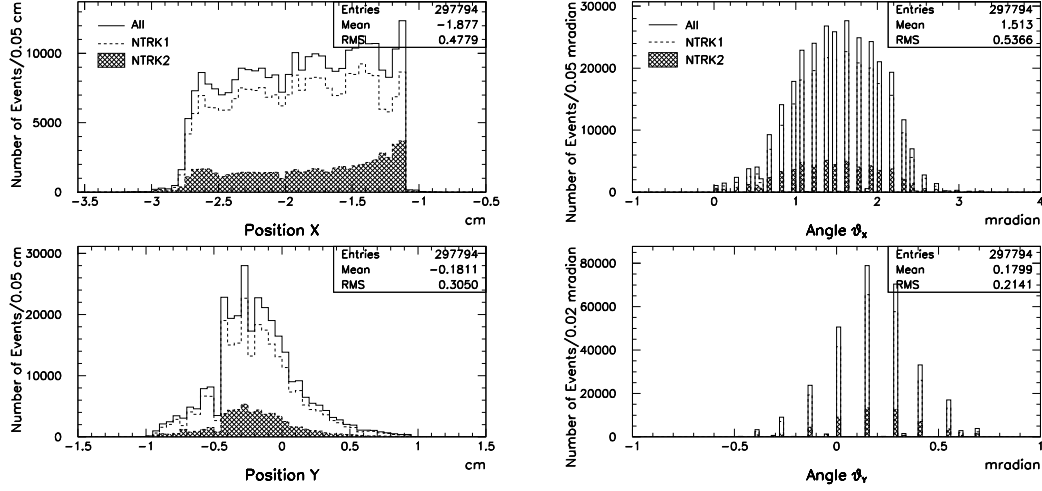 Number of Events/0.05 cm
10000
5000
0
All
NTRK1
NTRK2
Entries 297794
Mean -1.877
RMS 0.4779
-3.5 -3 -2.5 -2 -1.5 -1 -0.5
cm
Position X
Number of Events/0.05 mradian
30000
20000
10000
0
All
NTRK1
NTRK2
Entries 297794
Mean 1.513
RMS 0.5366
-1 0 1 2 3 4
mradian
Angle ϑX
Number of Events/0.05 cm
30000
20000
10000
0
Entries 297794
Mean -0.1811
RMS 0.3050
-1.5 -1 -0.5 0 0.5 1 1.5
cm
Position Y
Number of Events/0.02 mradian
80000
60000
40000
20000
0
Entries 297794
Mean 0.1799
RMS 0.2141
-1 -0.5 0 0.5 1
mradian
Angle ϑY